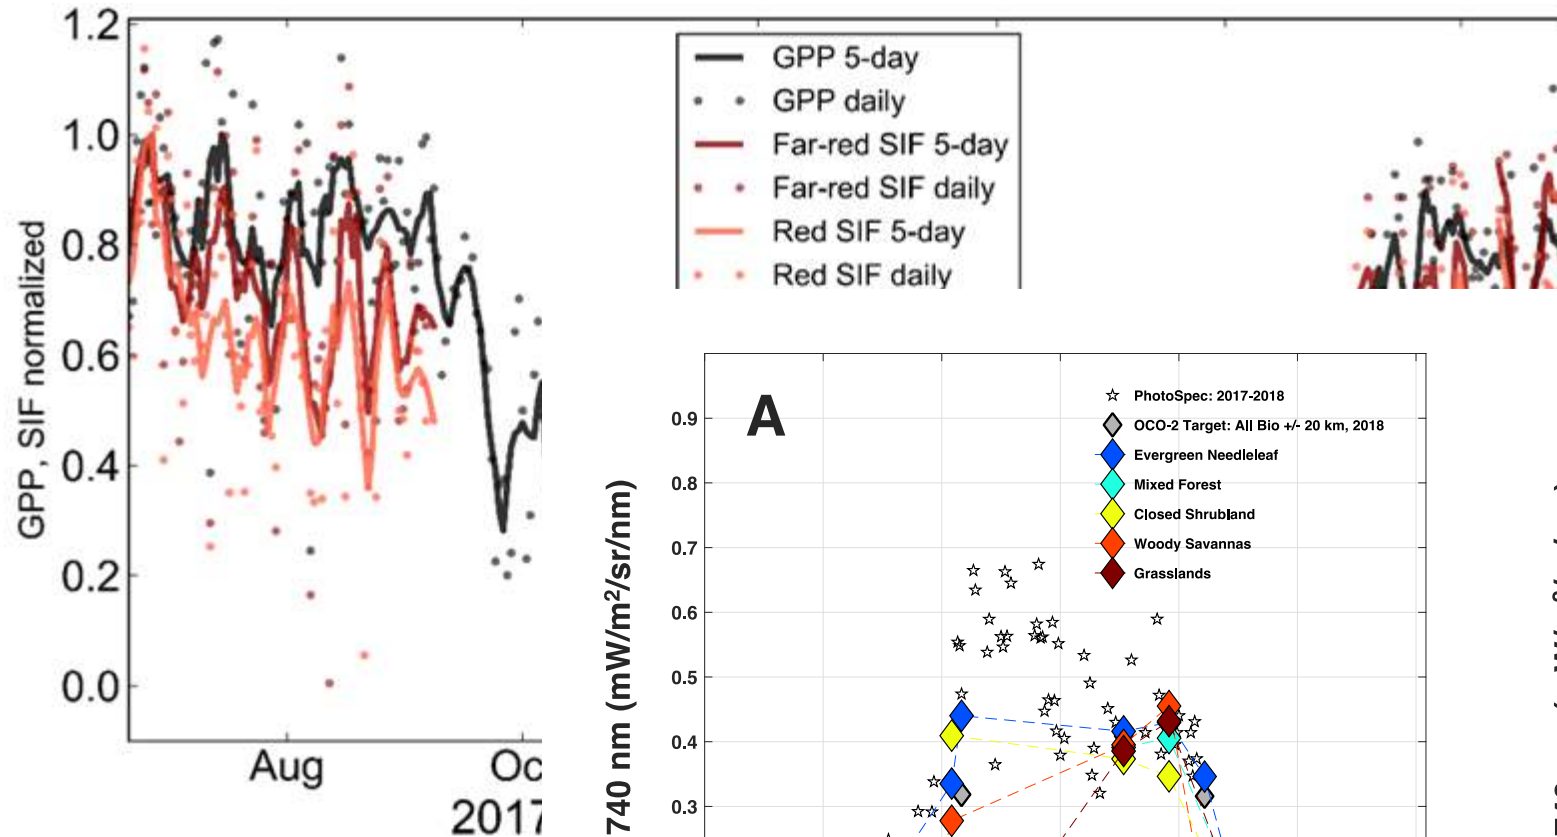 1.2
1.0
0.8
0.6
0.4
0.2
0.0
GPP, SIF normalized
Aug
Oc
2017
GPP 5-day
GPP daily
Far-red SIF 5-day
Far-red SIF daily
Red SIF 5-day
Red SIF daily
A
0.9
0.8
0.7
0.6
0.5
0.4
0.3
740 nm (mW/m²/sr/nm)
PhotoSpec: 2017-2018
OCO-2 Target: All Bio +/- 20 km, 2018
Evergreen Needleleaf
Mixed Forest
Closed Shrubland
Woody Savannas
Grasslands